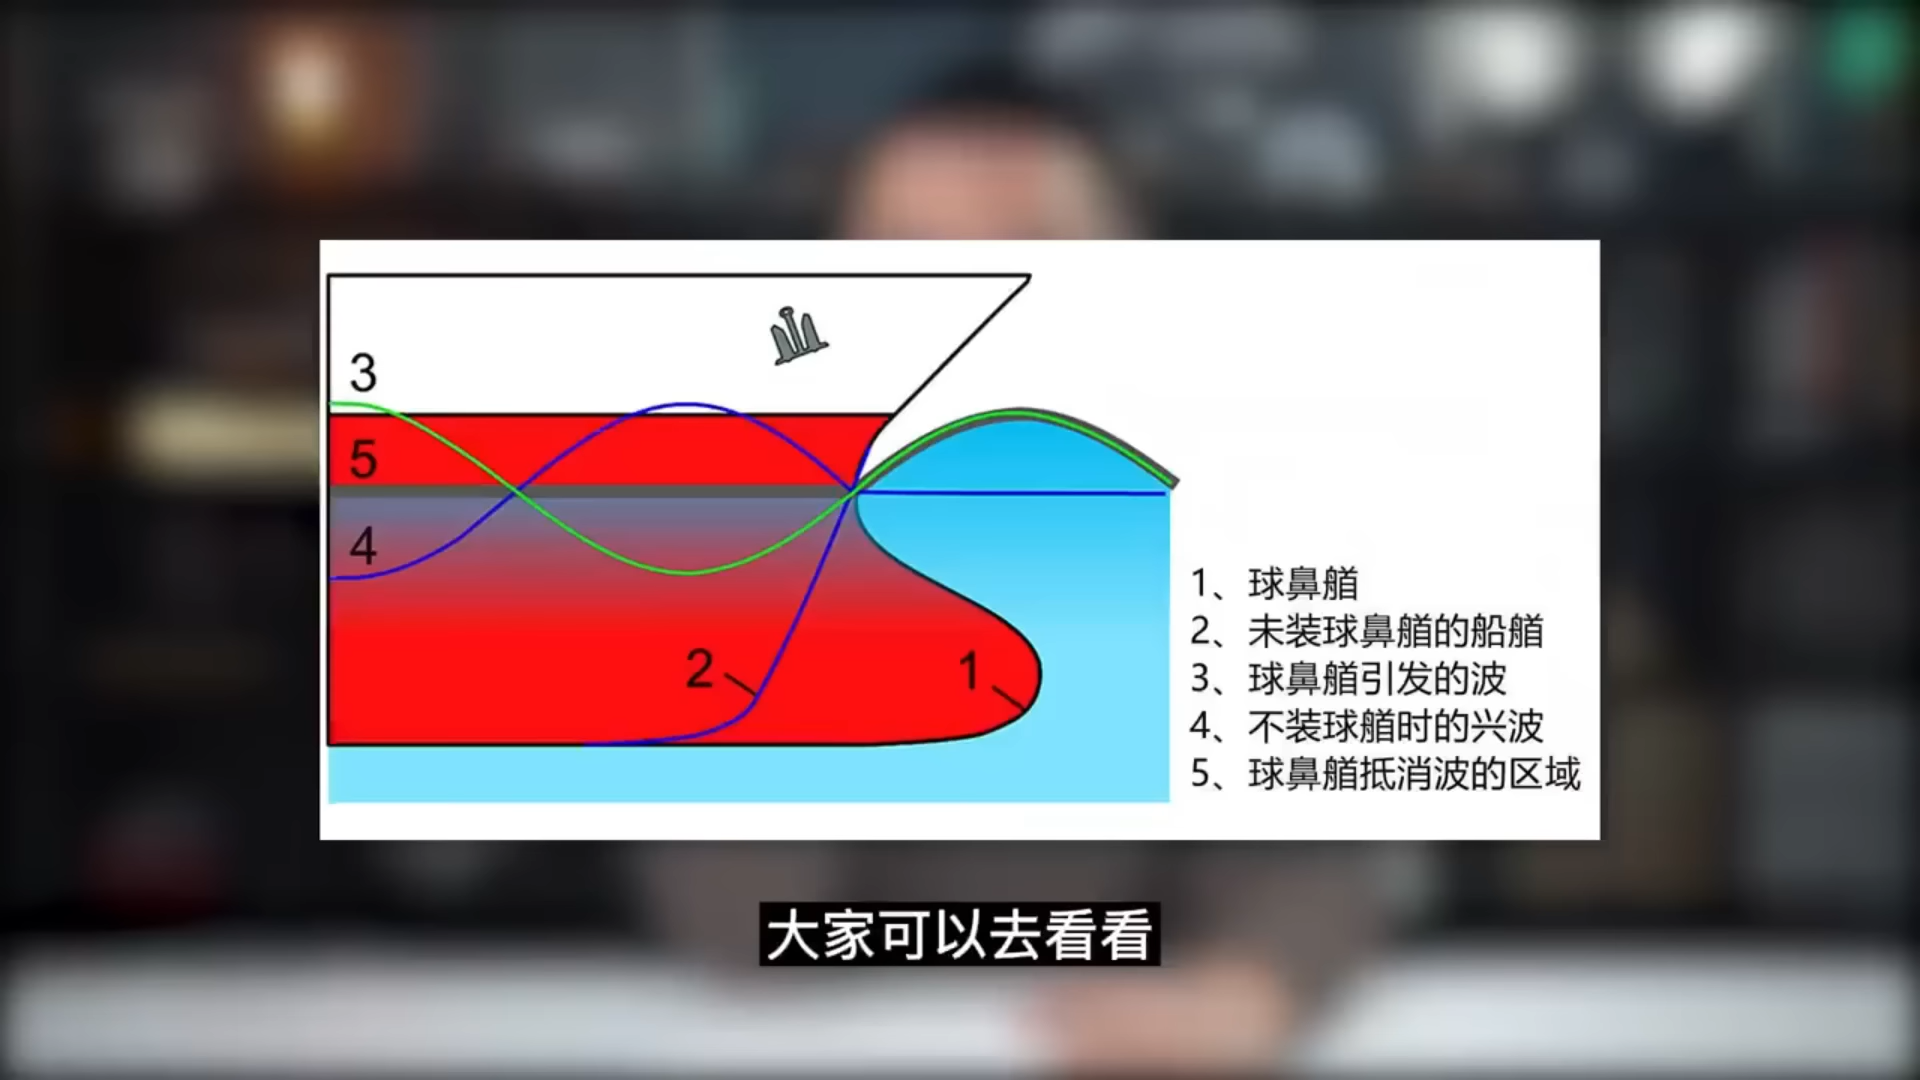 3
5
4
2
1
1、球鼻艏
2、未装球鼻艏的船艏
3、球鼻艏引发的波
4、不装球艏时的兴波
5、球鼻艏抵消波的区域
大家可以去看看